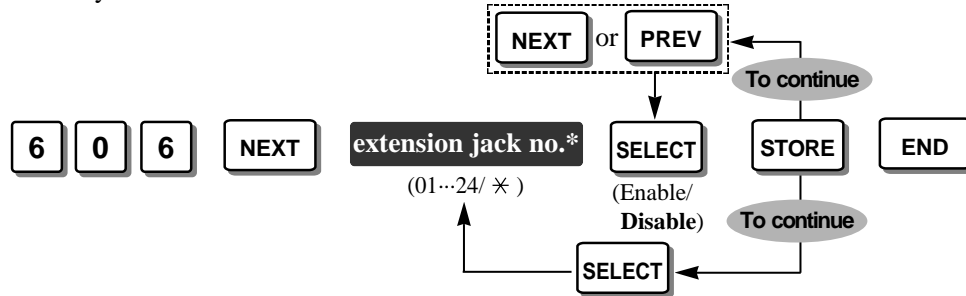 NEXT or PREV
To continue
6 0 6 NEXT extension jack no.* SELECT STORE END
(01···24/ ✳ )
(Enable/
Disable)
To continue
SELECT